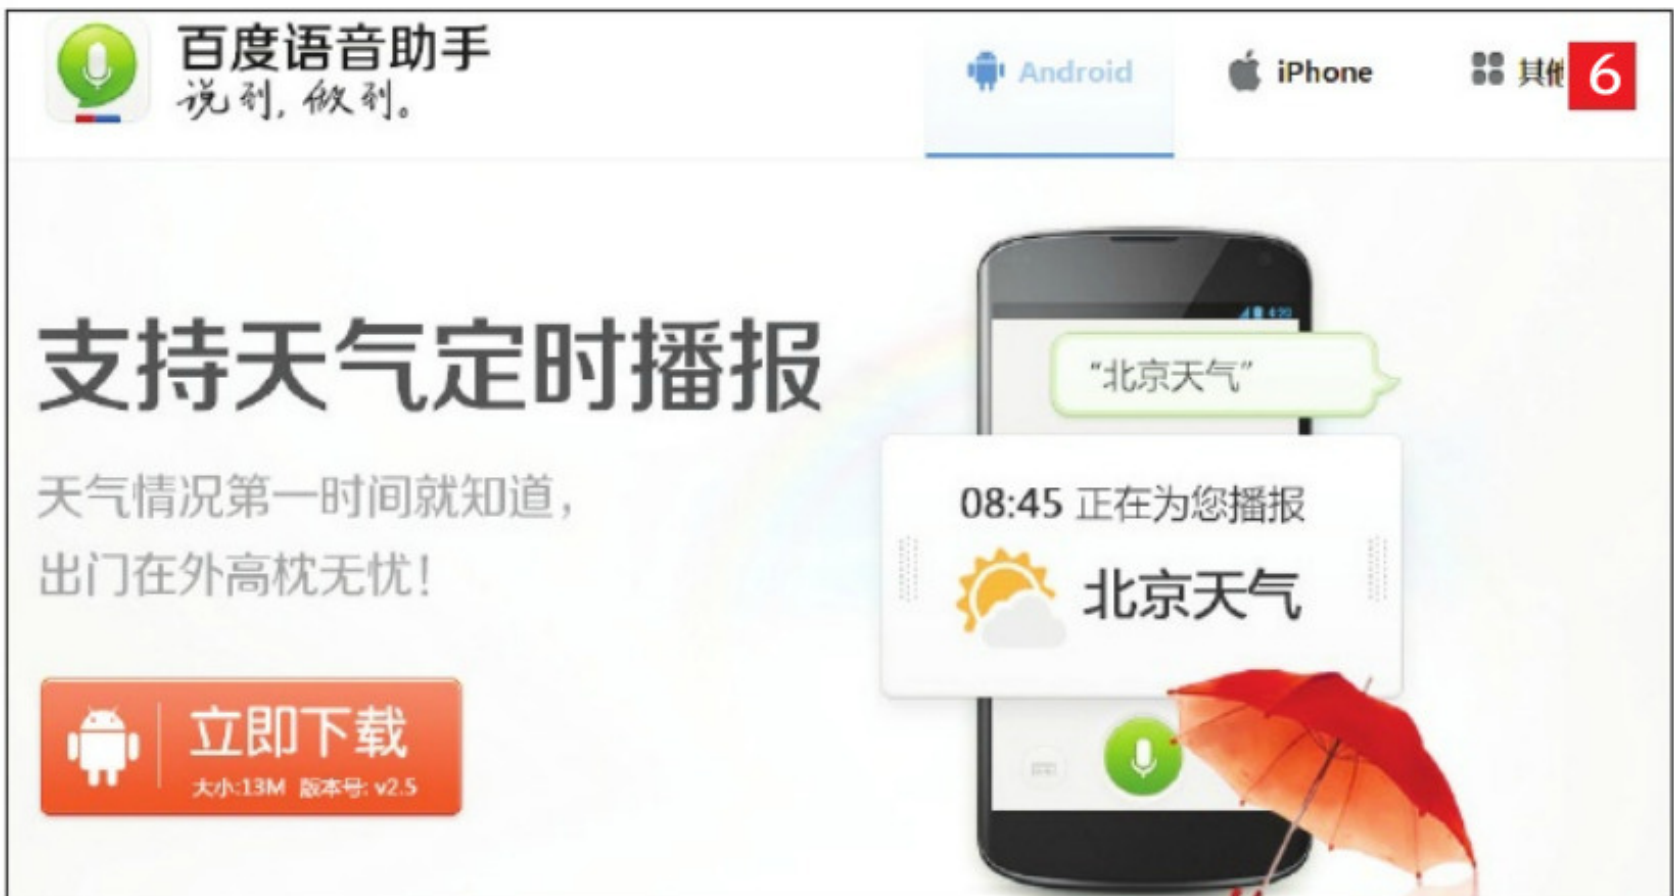 百度语音助手
说到,做到。
Android
iPhone
其他
6
支持天气定时播报
天气情况第一时间就知道,
出门在外高枕无忧!
立即下载
大小:13M 版本号: v2.5
4:20
“北京天气”
08:45 正在为您播报
北京天气